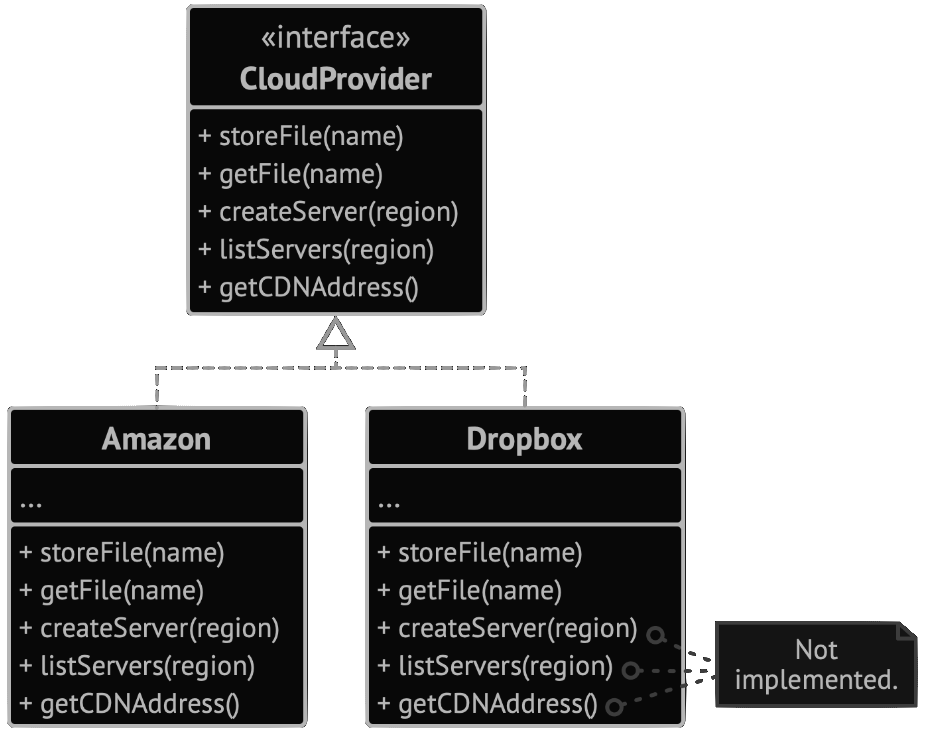 «interface»
CloudProvider
+ storeFile(name)
+ getFile(name)
+ createServer(region)
+ listServers(region)
+ getCDNAddress()
Amazon
...
+ storeFile(name)
+ getFile(name)
+ createServer(region)
+ listServers(region)
+ getCDNAddress()
Dropbox
...
+ storeFile(name)
+ getFile(name)
+ createServer(region)
+ listServers(region)
+ getCDNAddress()
Not
implemented.